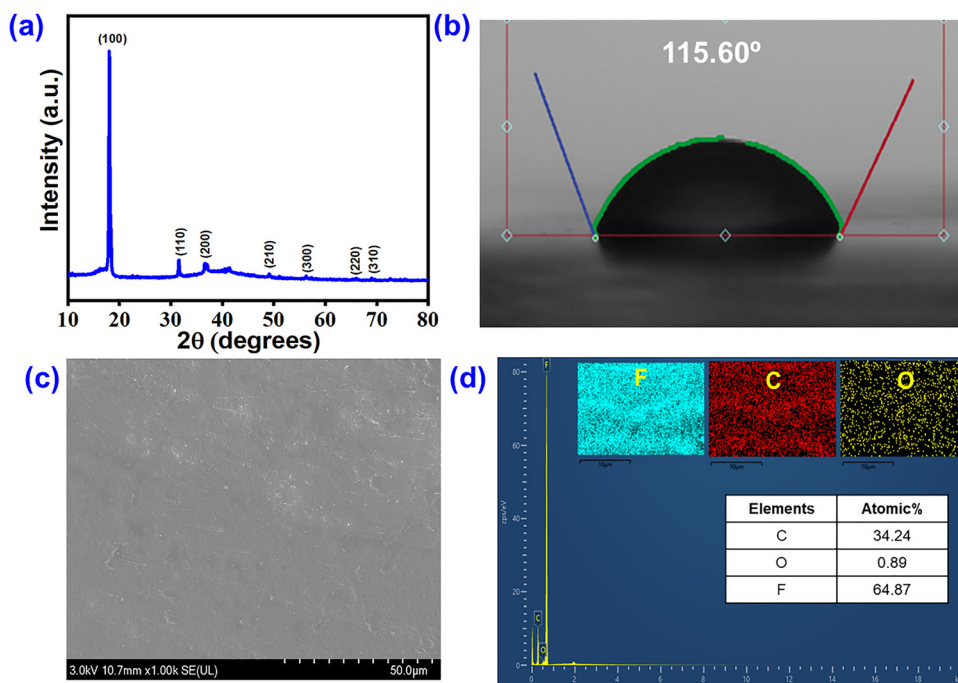 (a)
(100)
(110)
(200)
(210)
(300)
(220)
(310)
Intensity (a.u.)
10 20 30 40 50 60 70 80
2θ (degrees)
(b)
115.60º
(c)
3.0kV 10.7mm x1.00k SE(UL)
50.0µm
(d)
F
F
C
O
10µm
10µm
10µm
80
60
40
20
0
cps/eV
C
O
Elements Atomic%
C 34.24
O 0.89
F 64.87
0 2 4 6 8 10 12 14 16 18